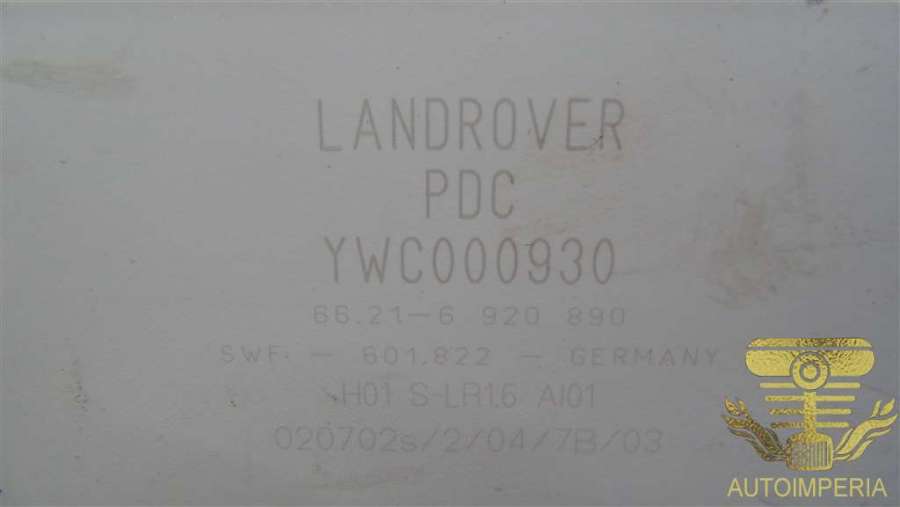 LANDROVER
PDC
YWC000930
66.21-6 920 890
SWF. - 601.822 - GERMANY
H01 S-LR1.6 AI01
020702s/2/04/7B/03
AUTOIMPERIA